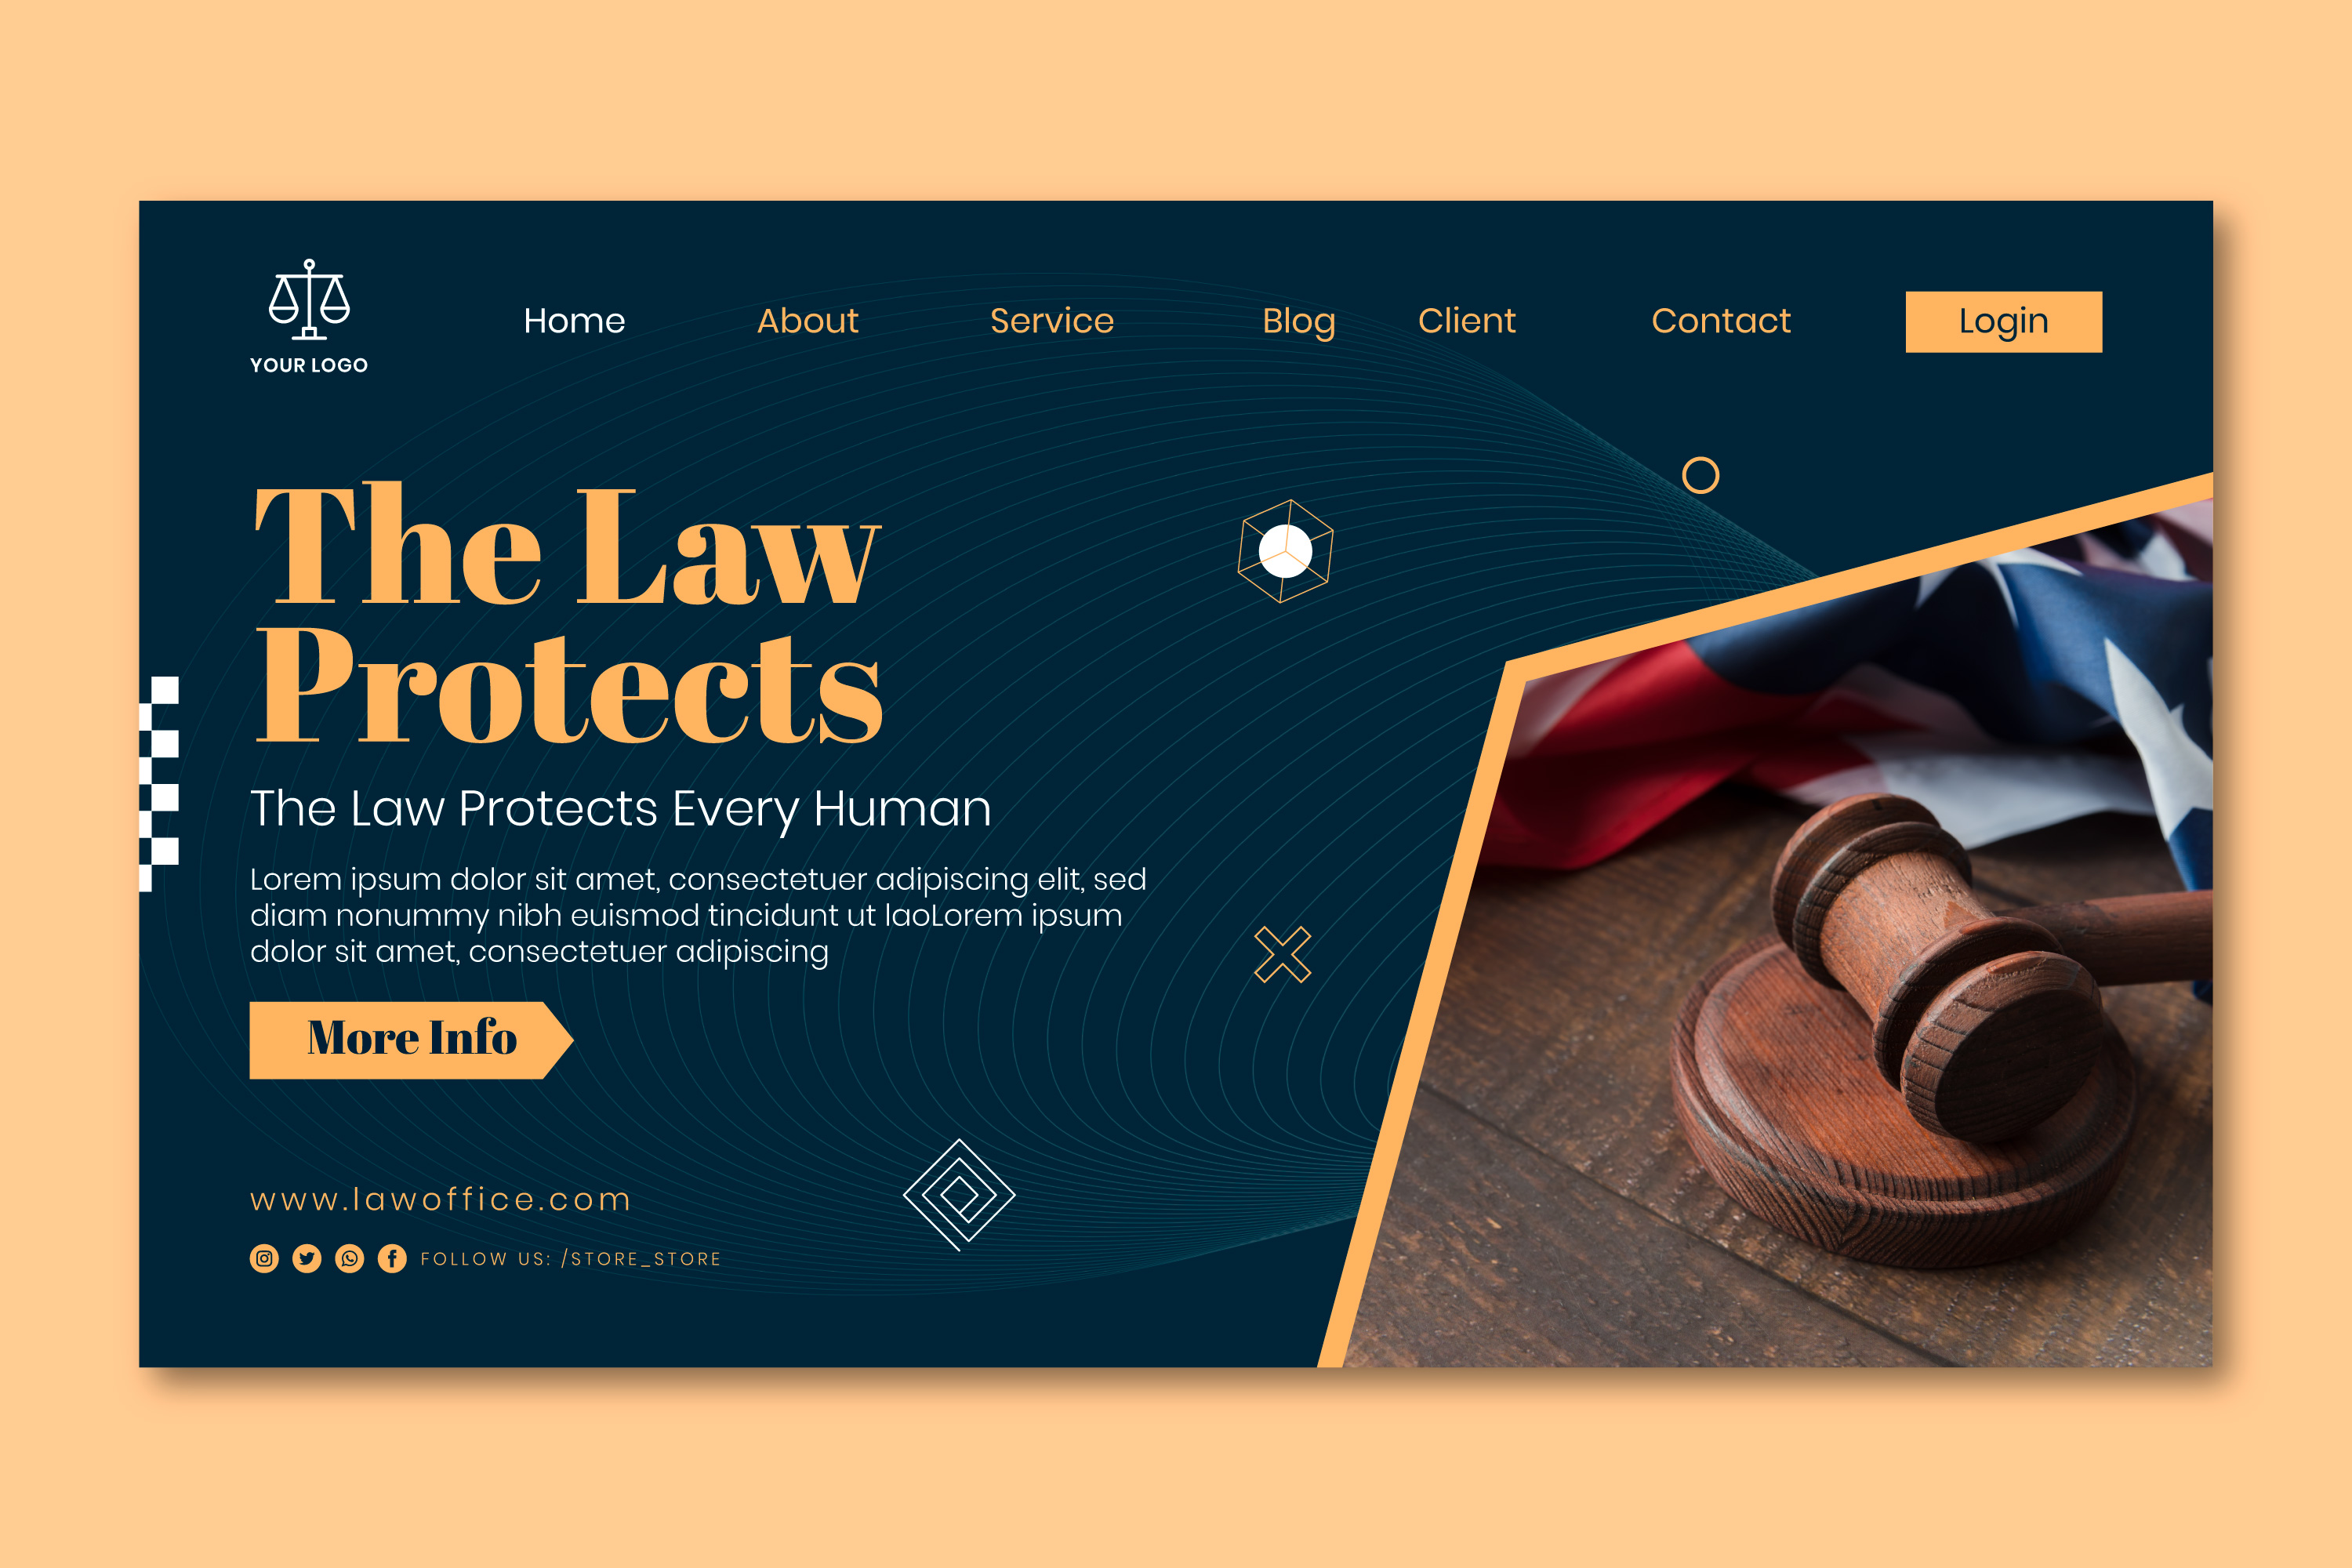 YOUR LOGO
Home About Service Blog Client Contact Login
The Law
Protects
The Law Protects Every Human
Lorem ipsum dolor sit amet, consectetuer adipiscing elit, sed
diam nonummy nibh euismod tincidunt ut laoLorem ipsum
dolor sit amet, consectetuer adipiscing
More Info
www.lawoffice.com
FOLLOW US: /STORE_STORE